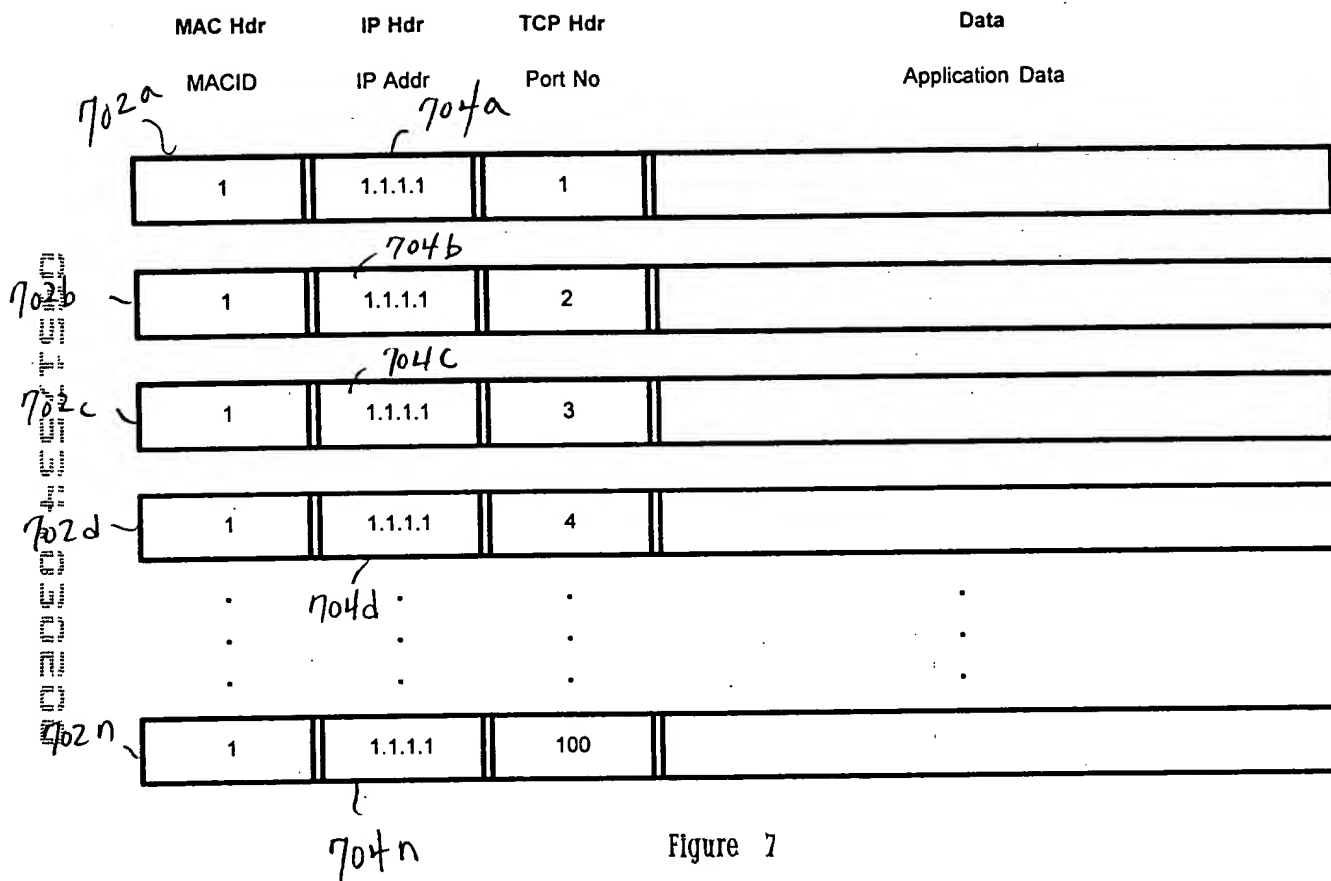 MAC Hdr IP Hdr TCP Hdr Data
MACID IP Addr Port No Application Data
702a 704a
1 1.1.1.1 1
704b
702b 1 1.1.1.1 2
704c
702c 1 1.1.1.1 3
702d 1 1.1.1.1 4
704d
702n 1 1.1.1.1 100
704n
Figure 7